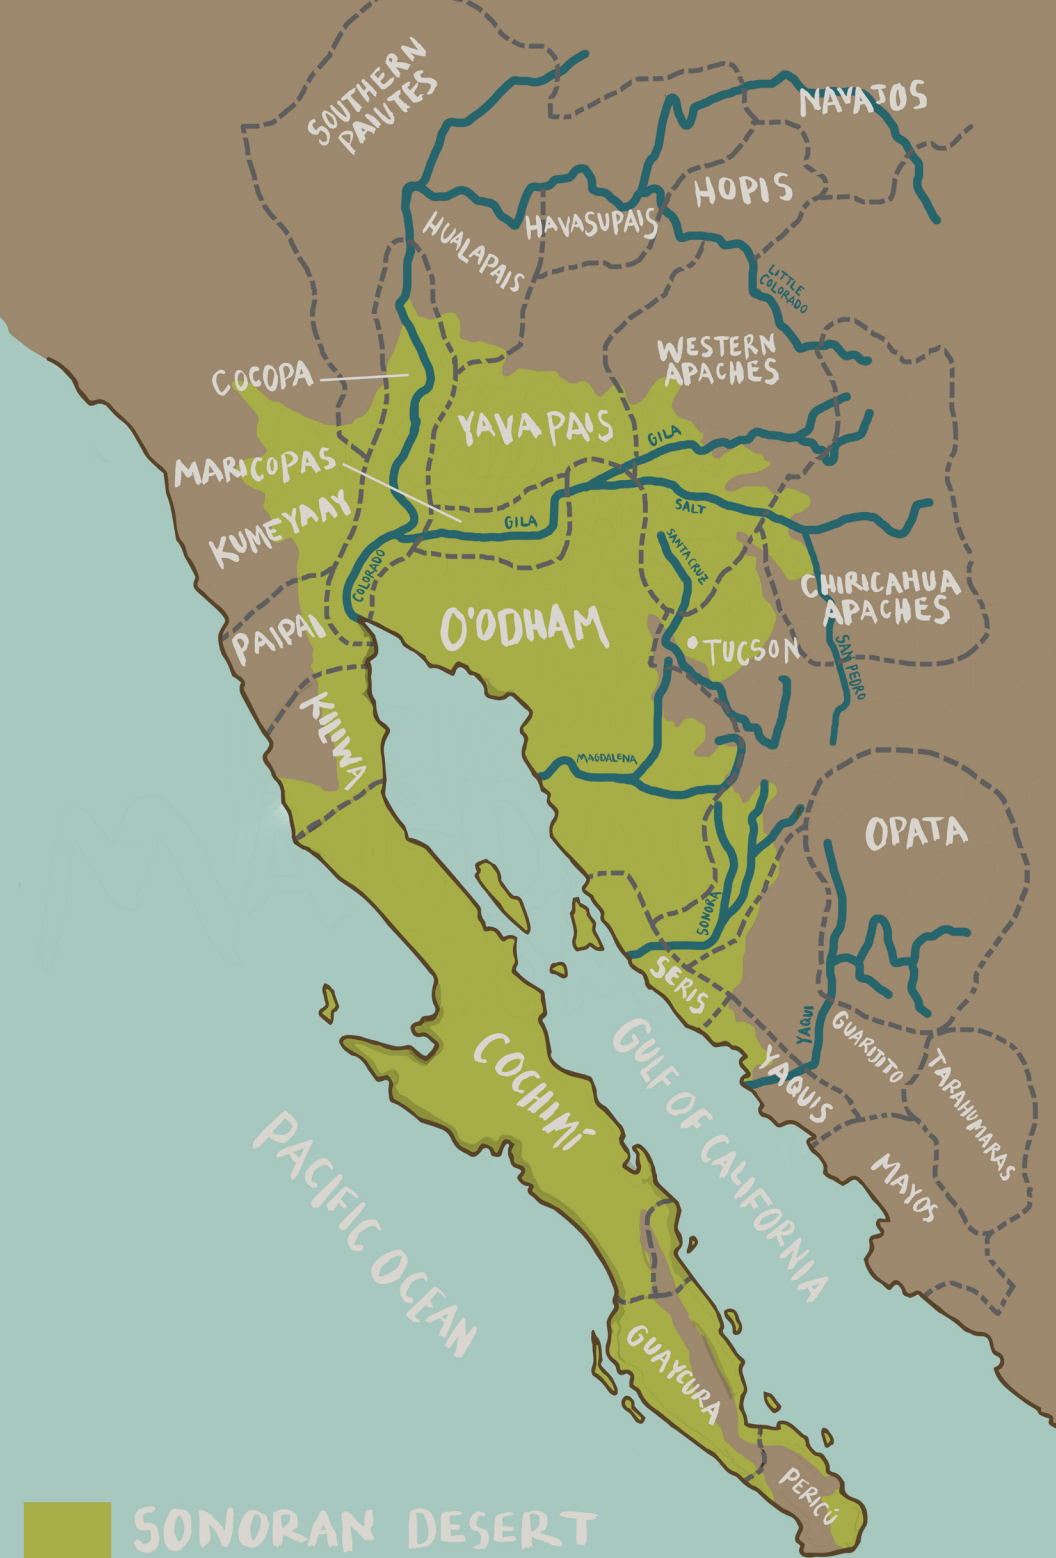 SOUTHERN
PAIUTES
NAVAJOS
HOPIS
HAVASUPAIS
HUALAPAIS
LITTLE
COLORADO
WESTERN
APACHES
COCOPA
YAVAPAIS
GILA
MARICOPAS
KUMEYAAY
GILA
SALT
SANTA CRUZ
COLORADO
CHIRICAHUA
APACHES
O'ODHAM
PAIPAI
TUCSON
SAN PEDRO
KILIWA
MAGDALENA
OPATA
SONORA
SERIS
YAQUI
GUARIJITO
TARAHUMARAS
YAQUIS
COCHIMÍ
GULF OF CALIFORNIA
PACIFIC OCEAN
MAYOS
GUAYCURA
PERICÚ
SONORAN DESERT